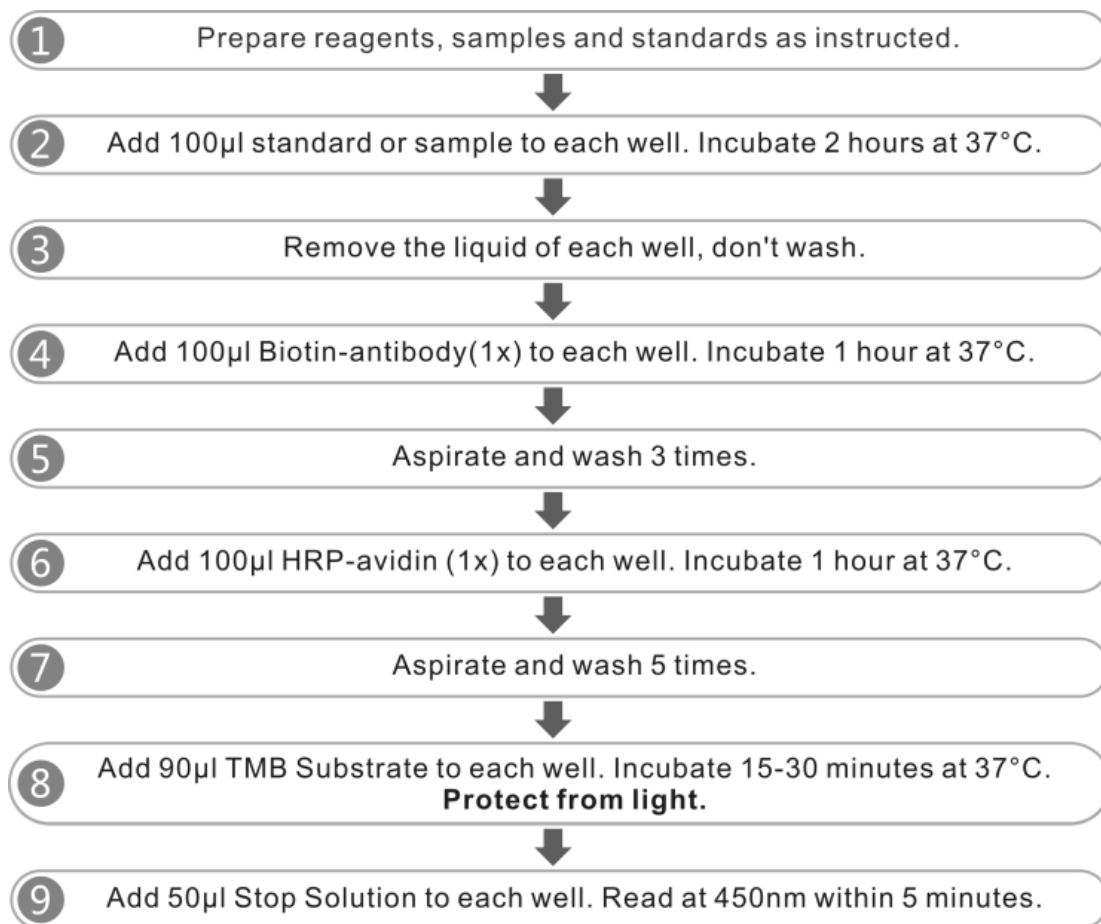 1 Prepare reagents, samples and standards as instructed.
2 Add 100µl standard or sample to each well. Incubate 2 hours at 37°C.
3 Remove the liquid of each well, don't wash.
4 Add 100µl Biotin-antibody(1x) to each well. Incubate 1 hour at 37°C.
5 Aspirate and wash 3 times.
6 Add 100µl HRP-avidin (1x) to each well. Incubate 1 hour at 37°C.
7 Aspirate and wash 5 times.
8 Add 90µl TMB Substrate to each well. Incubate 15-30 minutes at 37°C.
Protect from light.
9 Add 50µl Stop Solution to each well. Read at 450nm within 5 minutes.